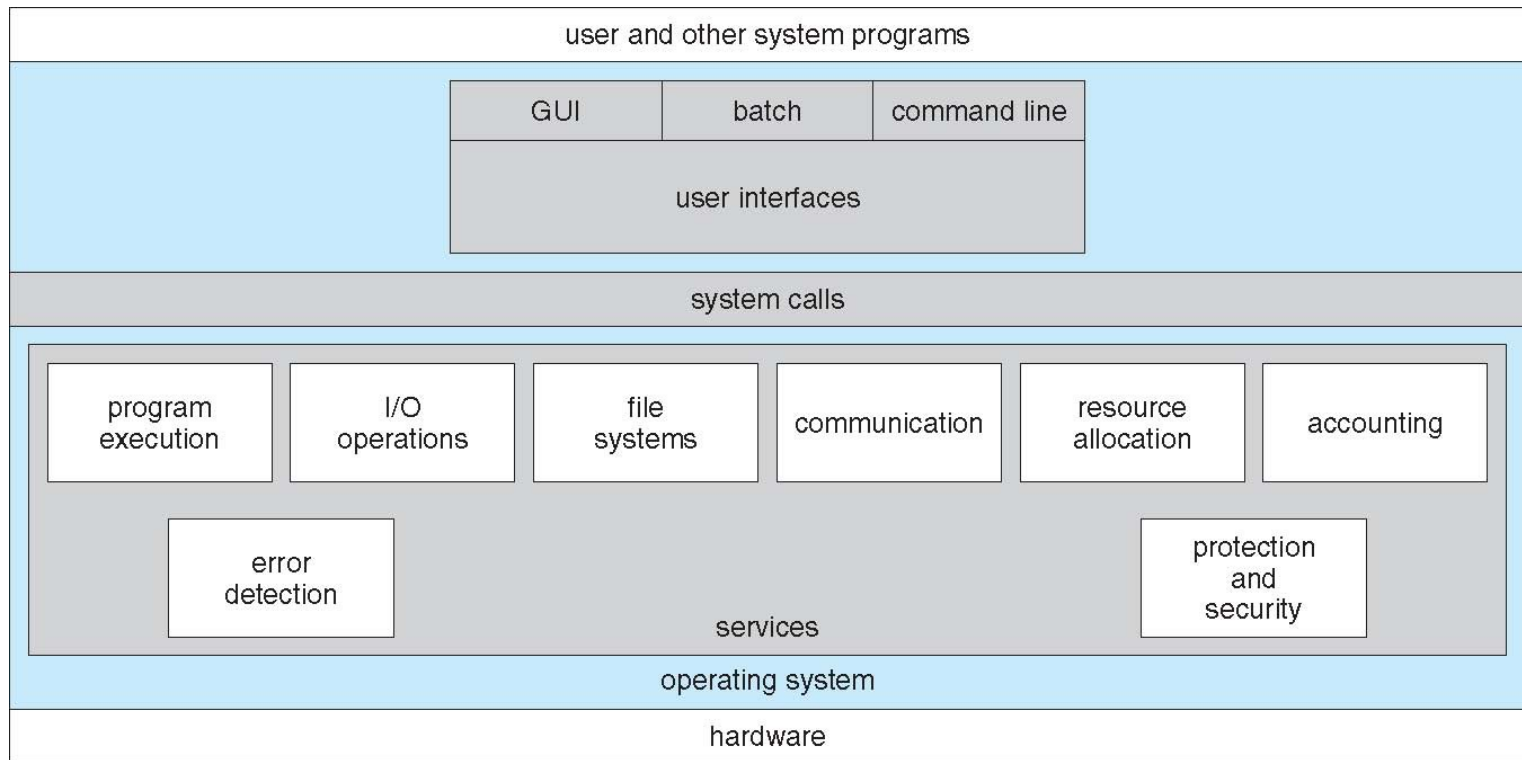 user and other system programs
GUI
batch
command line
user interfaces
system calls
program
execution
I/O
operations
file
systems
communication
resource
allocation
accounting
error
detection
protection
and
security
services
operating system
hardware